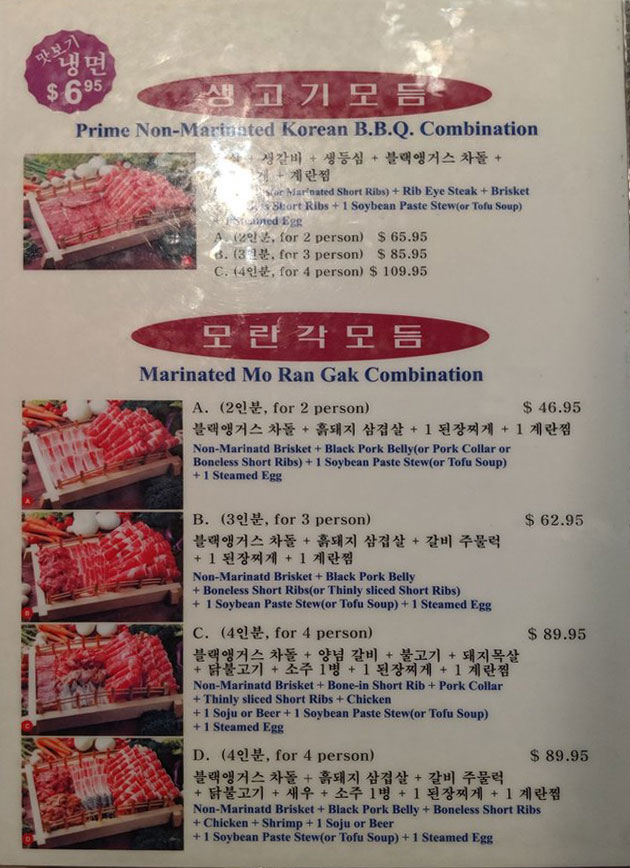 맛보기
냉면
$6.95
생고기모듬
Prime Non-Marinated Korean B.B.Q. Combination
+ 생갈비 + 생등심 + 블랙앵거스 차돌 +
+ 계란찜
(or Marinated Short Ribs) + Rib Eye Steak + Brisket
Short Ribs + 1 Soybean Paste Stew(or Tofu Soup)
+ 1 Steamed Egg
A. (2인분, for 2 person) $ 65.95
B. (3인분, for 3 person) $ 85.95
C. (4인분, for 4 person) $ 109.95
모란각모듬
Marinated Mo Ran Gak Combination
A. (2인분, for 2 person) $ 46.95
블랙앵거스 차돌 + 흙돼지 삼겹살 + 1 된장찌게 + 1 계란찜
Non-Marinatd Brisket + Black Pork Belly(or Pork Collar or
Boneless Short Ribs) + 1 Soybean Paste Stew(or Tofu Soup)
+ 1 Steamed Egg
A
B. (3인분, for 3 person) $ 62.95
블랙앵거스 차돌 + 흙돼지 삼겹살 + 갈비 주물럭
+ 1 된장찌게 + 1 계란찜
Non-Marinatd Brisket + Black Pork Belly
+ Boneless Short Ribs(or Thinly sliced Short Ribs)
+ 1 Soybean Paste Stew(or Tofu Soup) + 1 Steamed Egg
B
C. (4인분, for 4 person) $ 89.95
블랙앵거스 차돌 + 양념 갈비 + 불고기 + 돼지목살
+ 닭불고기 + 소주 1병 + 1 된장찌게 + 1 계란찜
Non-Marinatd Brisket + Bone-in Short Rib + Pork Collar
+ Thinly sliced Short Ribs + Chicken
+ 1 Soju or Beer + 1 Soybean Paste Stew(or Tofu Soup)
+ 1 Steamed Egg
C
D. (4인분, for 4 person) $ 89.95
블랙앵거스 차돌 + 흙돼지 삼겹살 + 갈비 주물럭
+ 닭불고기 + 새우 + 소주 1병 + 1 된장찌게 + 1 계란찜
Non-Marinatd Brisket + Black Pork Belly + Boneless Short Ribs
+ Chicken + Shrimp + 1 Soju or Beer
+ 1 Soybean Paste Stew(or Tofu Soup) + 1 Steamed Egg
D